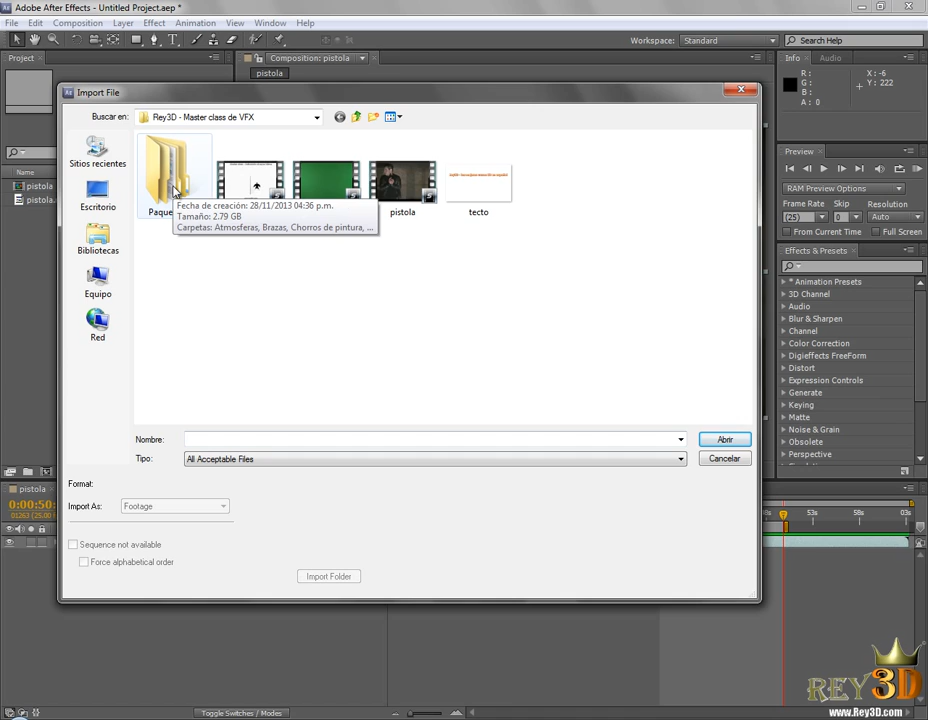 Adobe After Effects - Untitled Project.aep *
File Edit Composition Layer Effect Animation View Window Help
Workspace: Standard Search Help
Project Composition: pistola Info Audio
pistola
R: X: -6
G: Y: 222
B:
A: 0
Import File
Buscar en: Rey3D - Master class de VFX
Sitios recientes
Escritorio
Bibliotecas
Equipo
Red
Paque
pistola
tecto
Fecha de creación: 28/11/2013 04:36 p.m.
Tamaño: 2.79 GB
Carpetas: Atmosferas, Brazas, Chorros de pintura, ...
Nombre: Abrir
Tipo: All Acceptable Files Cancelar
Format:
Import As: Footage
Sequence not available
Force alphabetical order
Import Folder
Name
pistola
pistola.
Preview
RAM Preview Options
Frame Rate Skip Resolution
(25) 0 Auto
From Current Time Full Screen
Effects & Presets
* Animation Presets
3D Channel
Audio
Blur & Sharpen
Channel
Color Correction
Digieffects FreeForm
Distort
Expression Controls
Generate
Keying
Matte
Noise & Grain
Obsolete
Perspective
pistola
0:00:50:
01263 (25.00
53s 58s 03s
Toggle Switches / Modes
REY3D
www.Rey3D.com